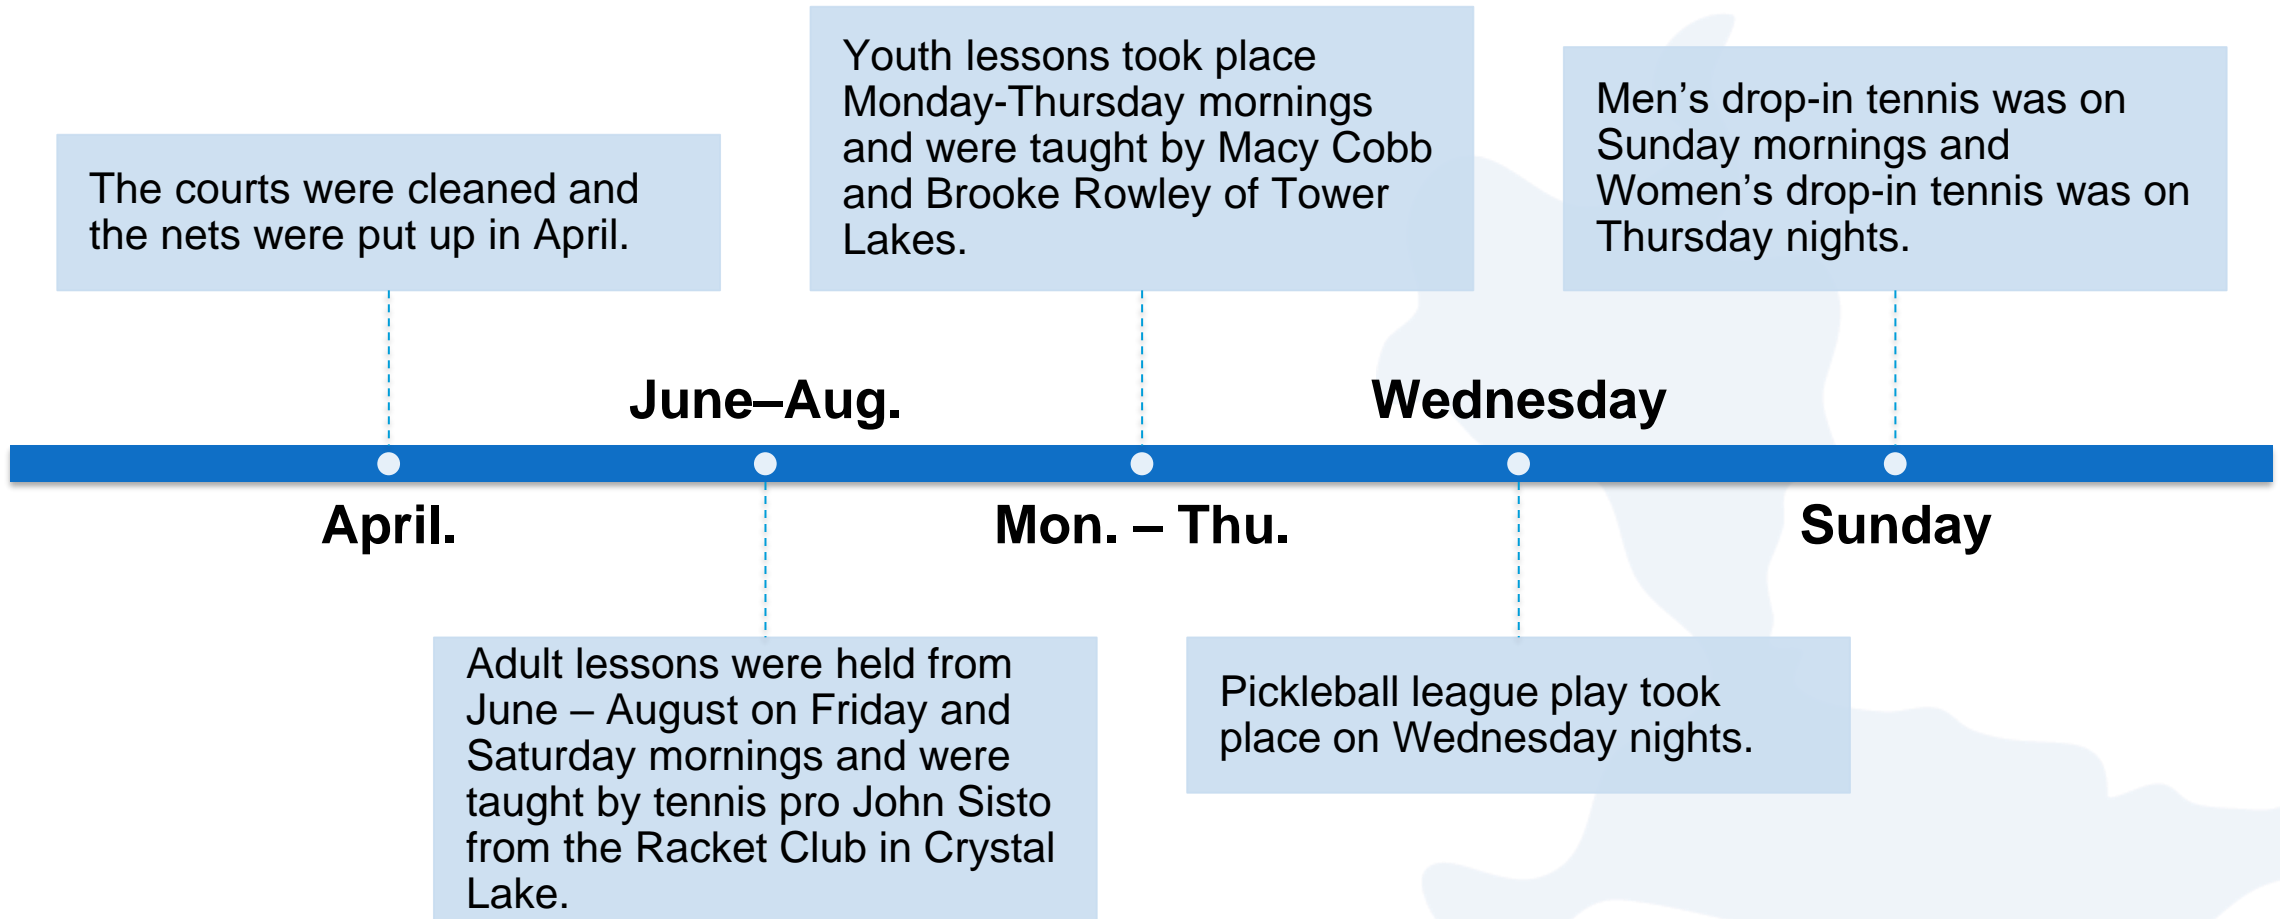 The courts were cleaned and
the nets were put up in April.
Youth lessons took place
Monday-Thursday mornings
and were taught by Macy Cobb
and Brooke Rowley of Tower
Lakes.
Men’s drop-in tennis was on
Sunday mornings and
Women’s drop-in tennis was on
Thursday nights.
June–Aug.
Wednesday
April.
Mon. – Thu.
Sunday
Adult lessons were held from
June – August on Friday and
Saturday mornings and were
taught by tennis pro John Sisto
from the Racket Club in Crystal
Lake.
Pickleball league play took
place on Wednesday nights.